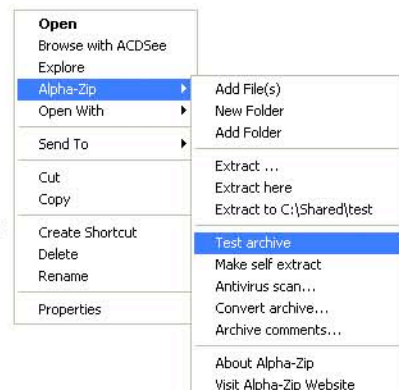 Open
Browse with ACDSee
Explore
Alpha-Zip
Open With
Send To
Cut
Copy
Create Shortcut
Delete
Rename
Properties
Add File(s)
New Folder
Add Folder
Extract ...
Extract here
Extract to C:\Shared\test
Test archive
Make self extract
Antivirus scan...
Convert archive...
Archive comments...
About Alpha-Zip
Visit Alpha-Zip Website